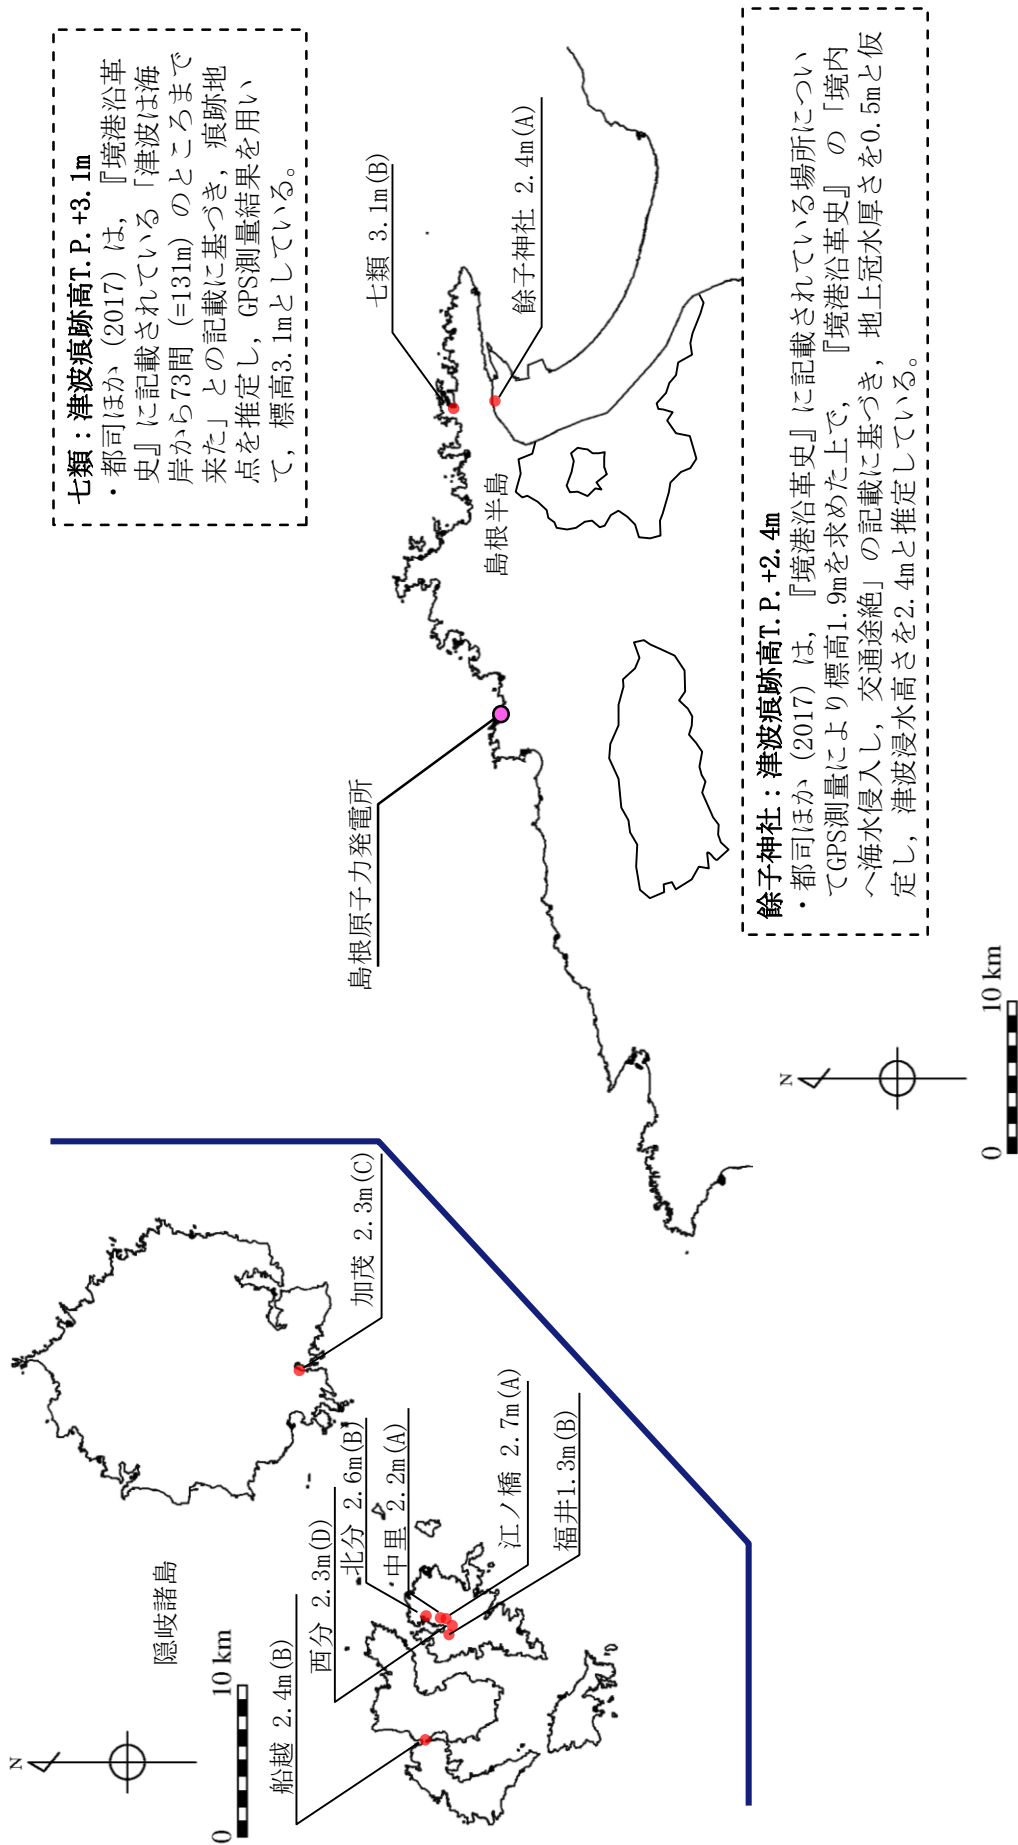 N
0
10 km
隠岐諸島
船越 2.4m(B)
西分 2.3m(D)
北分 2.6m(B)
中里 2.2m(A)
江ノ橋 2.7m(A)
福井1.3m(B)
加茂 2.3m(C)
七類：津波痕跡高T.P.+3.1m
・都司ほか（2017）は，『境港沿革
史』に記載されている「津波は海
岸から73間（=131m）のところまで
来た」との記載に基づき，痕跡地
点を推定し，GPS測量結果を用い
て，標高3.1mとしている。
島根原子力発電所
七類 3.1m(B)
島根半島
餘子神社 2.4m(A)
餘子神社：津波痕跡高T.P.+2.4m
・都司ほか（2017）は，『境港沿革史』に記載されている場所につい
てGPS測量により標高1.9mを求めた上で，『境港沿革史』の「境内
へ海水侵入し，交通途絶」の記載に基づき，地上冠水厚さを0.5mと仮
定し，津波浸水高さを2.4mと推定している。
N
0
10 km